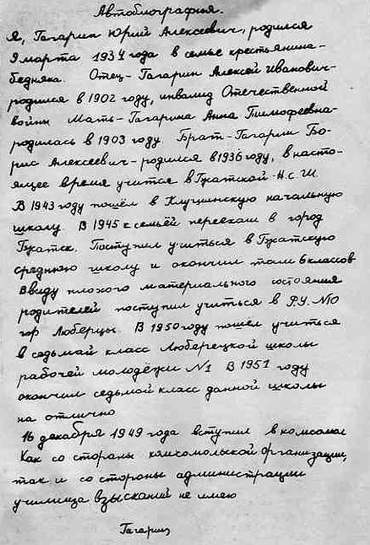 Автобиография.
Я, Гагарин Юрий Алексеевич, родился
9 марта 1934 года в семье крестьянина-
бедняка. Отец- Гагарин Алексей Иванович-
родился в 1902 году, инвалид Отечественной
войны Мать- Гагарина Анна Тимофеевна-
родилась в 1903 году Брат- Гагарин Бо-
рис Алексеевич- родился в 1936 году, в насто-
ящее время учится в Гжатской Н.С.Ш.
В 1943 году пошёл в Клушинскую начальную
школу В 1945 к семьёй переехали в город
Гжатск. Поступил учиться в Гжатскую
среднюю школу и окончил там 6 классов
Ввиду плохого материального состояния
родителей поступил учиться в Р.У. №10
гор Люберцы. В 1950 году пошёл учиться
в седьмай класс Люберецкой школы
рабочей молодёжи №1 В 1951 году
окончил седьмой класс данной школы
на отлично
16 декабря 1949 года вступил в комсомол
Как со стороны комсомольской организации,
так и со стороны администрации
училища взысканий не имею
Гагарин